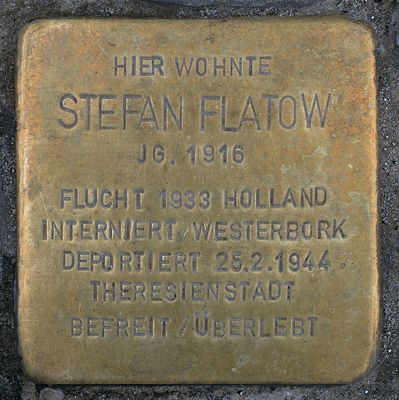 HIER WOHNTE
STEFAN FLATOW
JG. 1916
FLUCHT 1933 HOLLAND
INTERNIERT WESTERBORK
DEPORTIERT 25.2.1944
THERESIENSTADT
BEFREIT / ÜBERLEBT